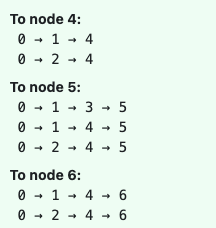 To node 4:
0 → 1 → 4
0 → 2 → 4
To node 5:
0 → 1 → 3 → 5
0 → 1 → 4 → 5
0 → 2 → 4 → 5
To node 6:
0 → 1 → 4 → 6
0 → 2 → 4 → 6